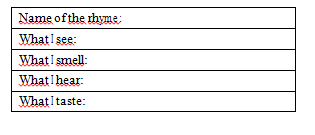 Name of the rhyme:
What I see:
What I smell:
What I hear:
What I taste: